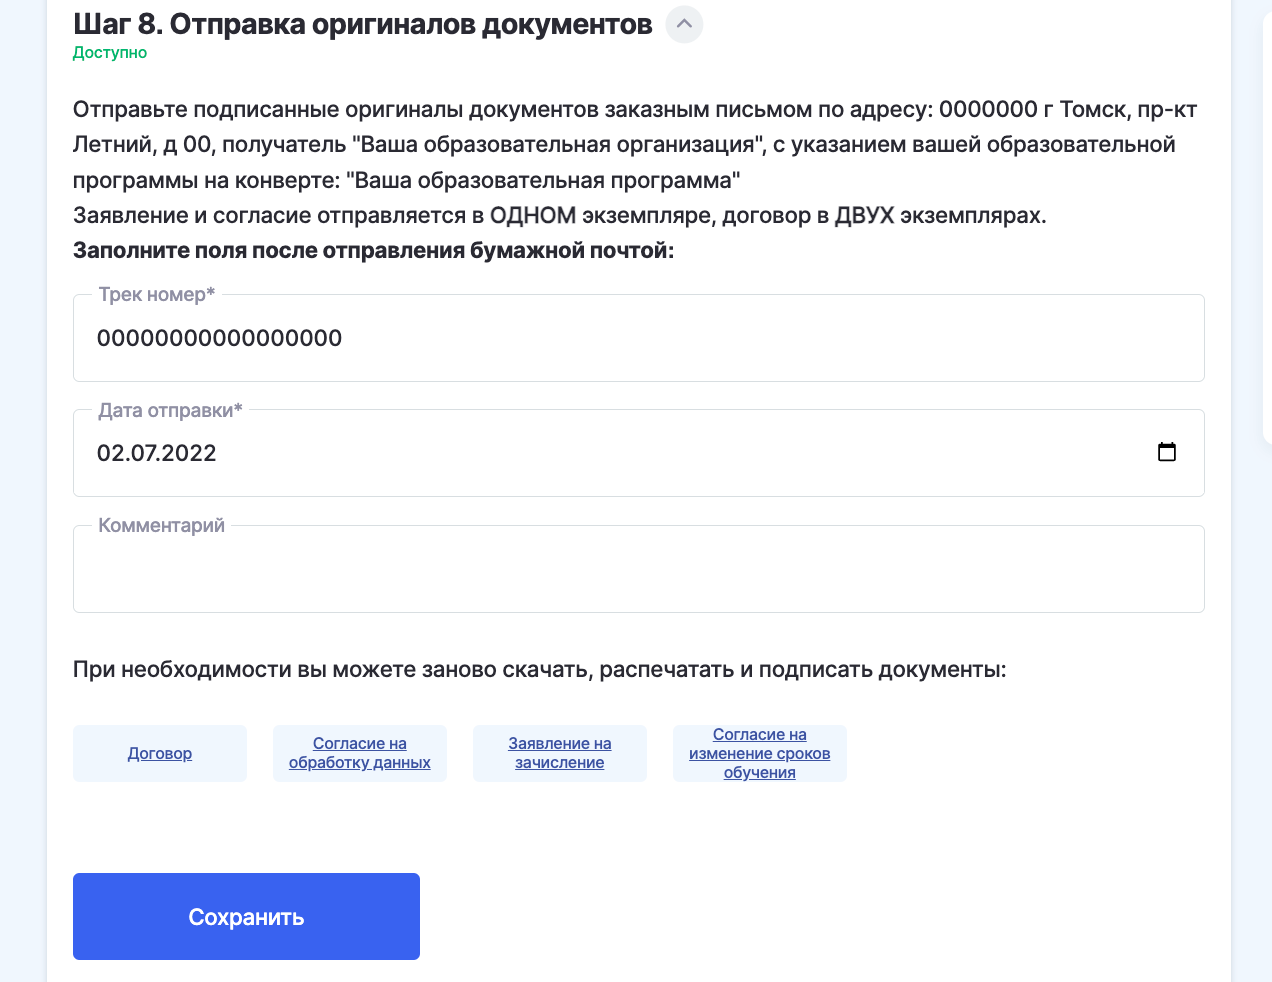 Шаг 8. Отправка оригиналов документов
Доступно
Отправьте подписанные оригиналы документов заказным письмом по адресу: 0000000 г Томск, пр-кт
Летний, д 00, получатель "Ваша образовательная организация", с указанием вашей образовательной
программы на конверте: "Ваша образовательная программа"
Заявление и согласие отправляется в ОДНОМ экземпляре, договор в ДВУХ экземплярах.
Заполните поля после отправления бумажной почтой:
Трек номер*
00000000000000000
Дата отправки*
02.07.2022
Комментарий
При необходимости вы можете заново скачать, распечатать и подписать документы:
Договор
Согласие на
обработку данных
Заявление на
зачисление
Согласие на
изменение сроков
обучения
Сохранить